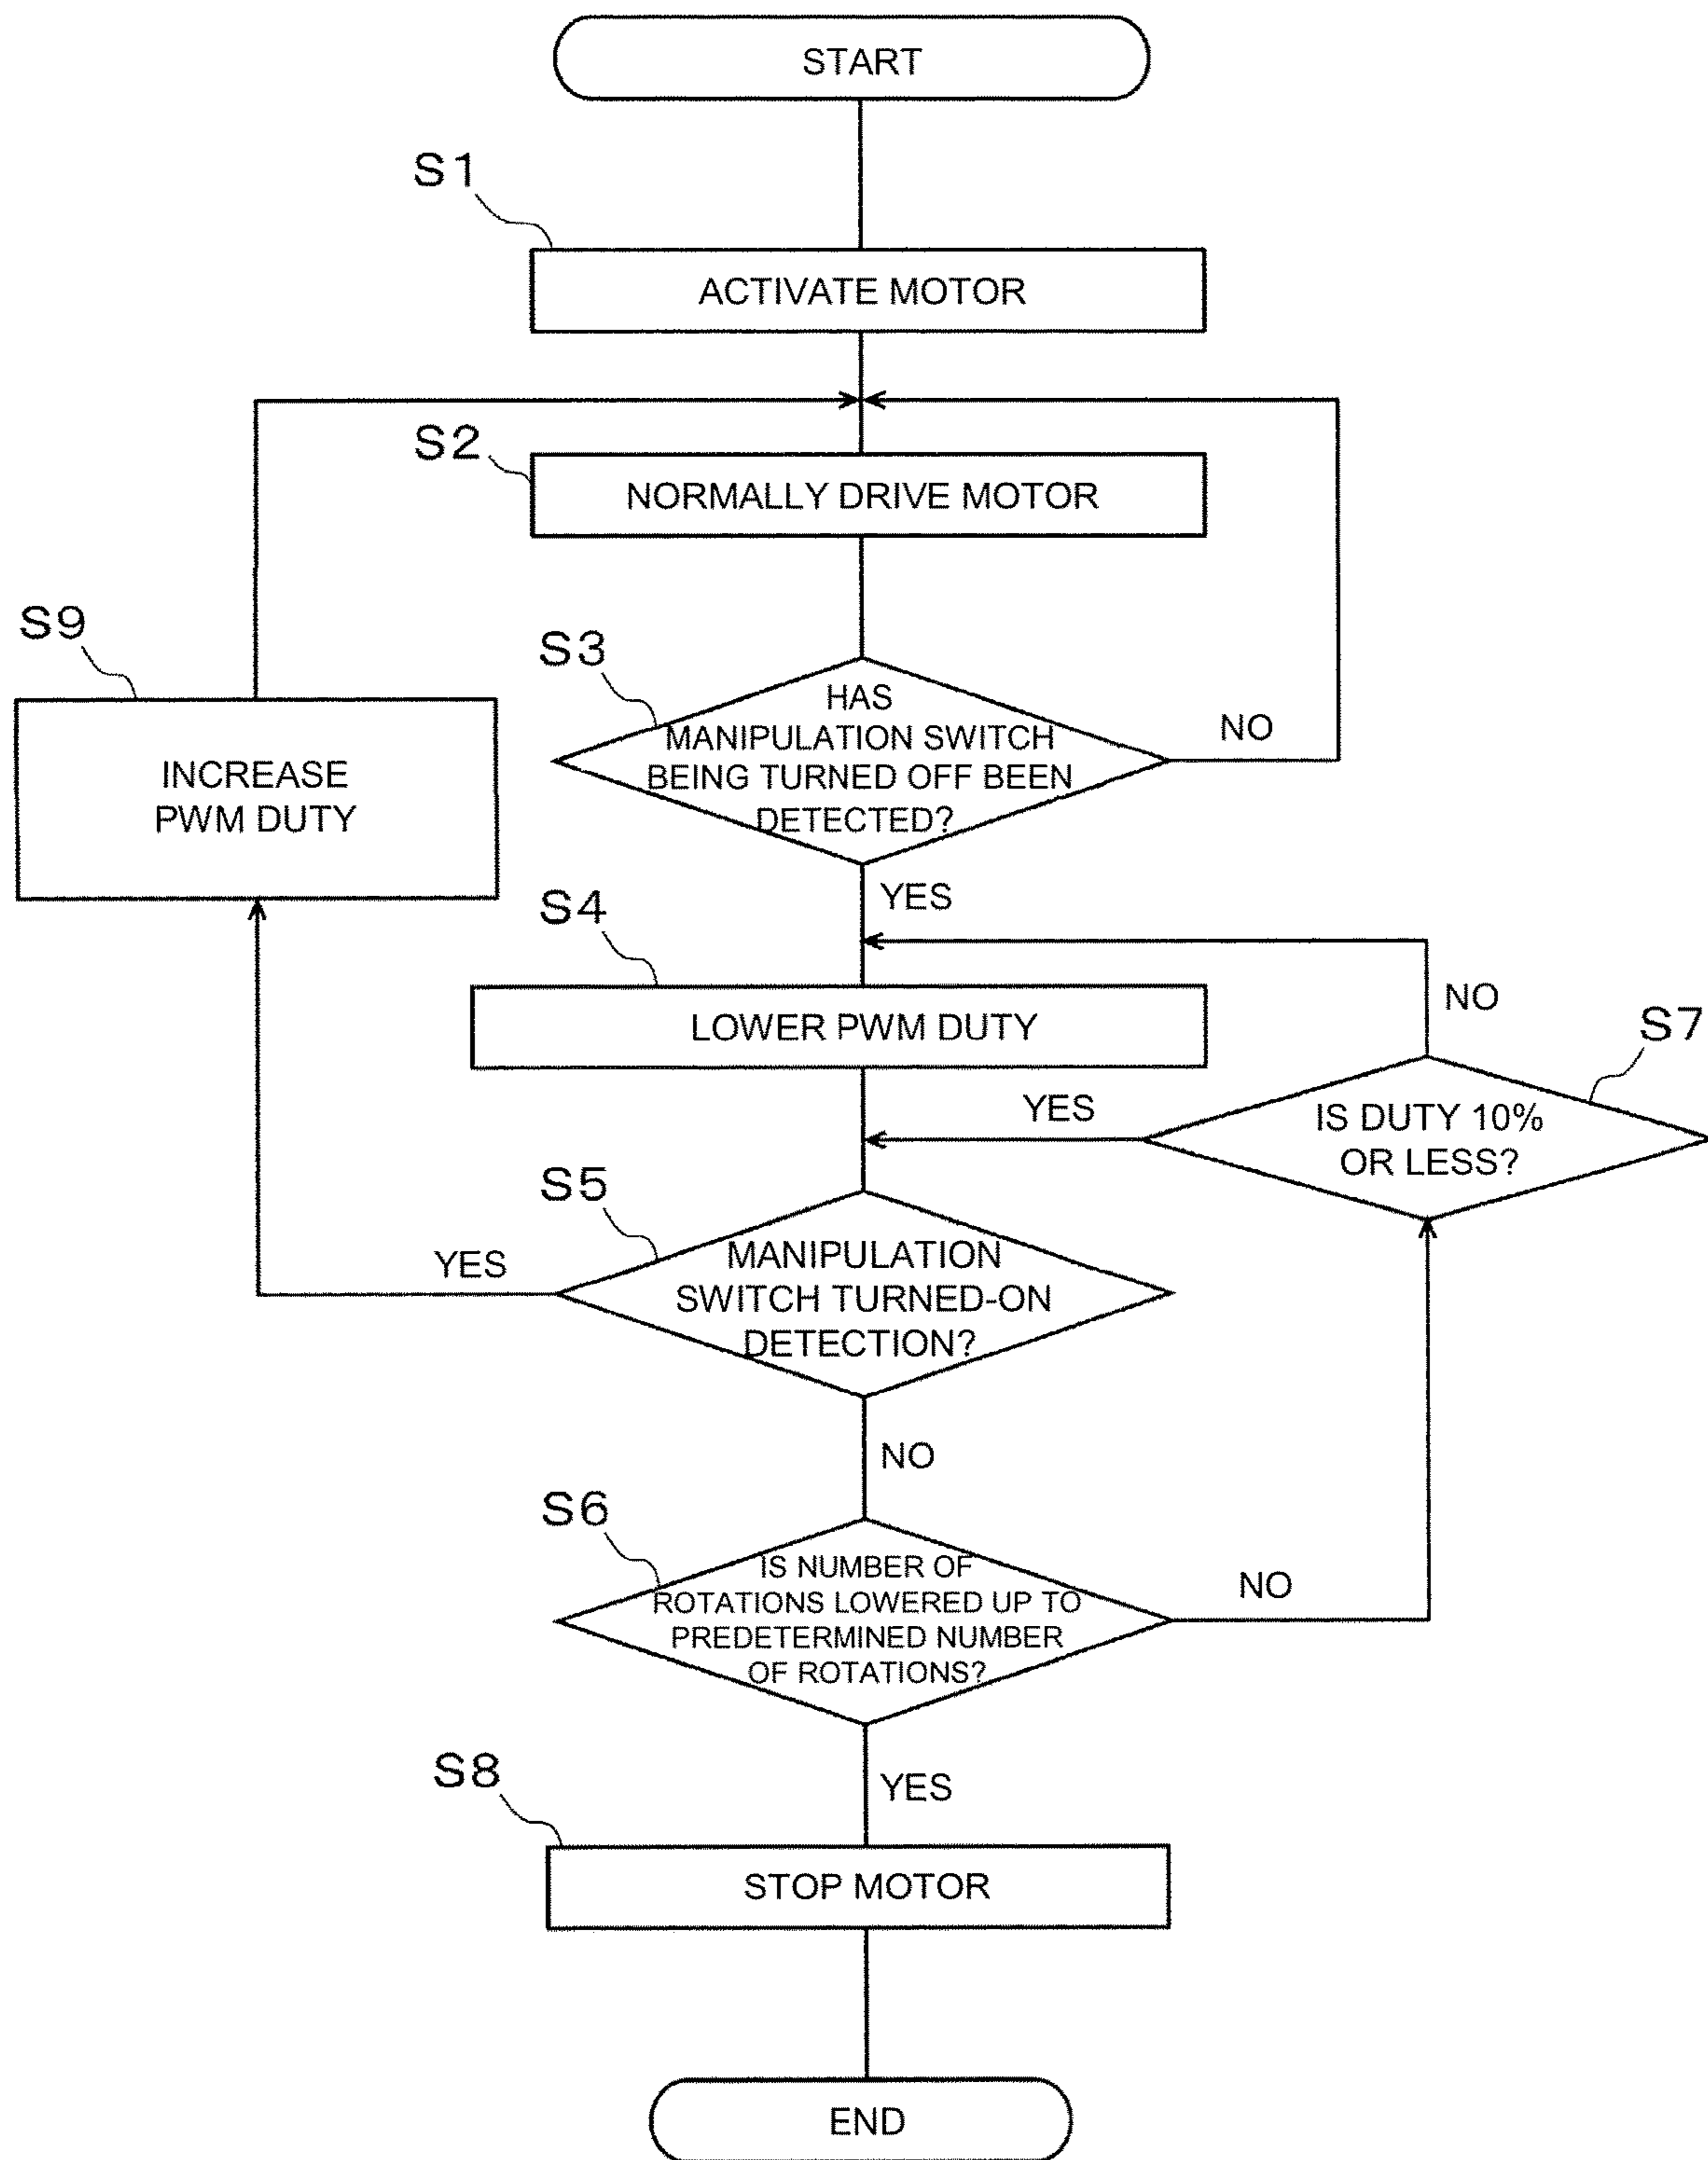 START
S1
ACTIVATE MOTOR
S2
NORMALLY DRIVE MOTOR
S9
INCREASE
PWM DUTY
S3
HAS
MANIPULATION SWITCH
BEING TURNED OFF BEEN
DETECTED?
NO
YES
S4
LOWER PWM DUTY
NO
S7
IS DUTY 10%
OR LESS?
YES
S5
MANIPULATION
SWITCH TURNED-ON
DETECTION?
YES
NO
S6
IS NUMBER OF
ROTATIONS LOWERED UP TO
PREDETERMINED NUMBER
OF ROTATIONS?
NO
YES
S8
STOP MOTOR
END